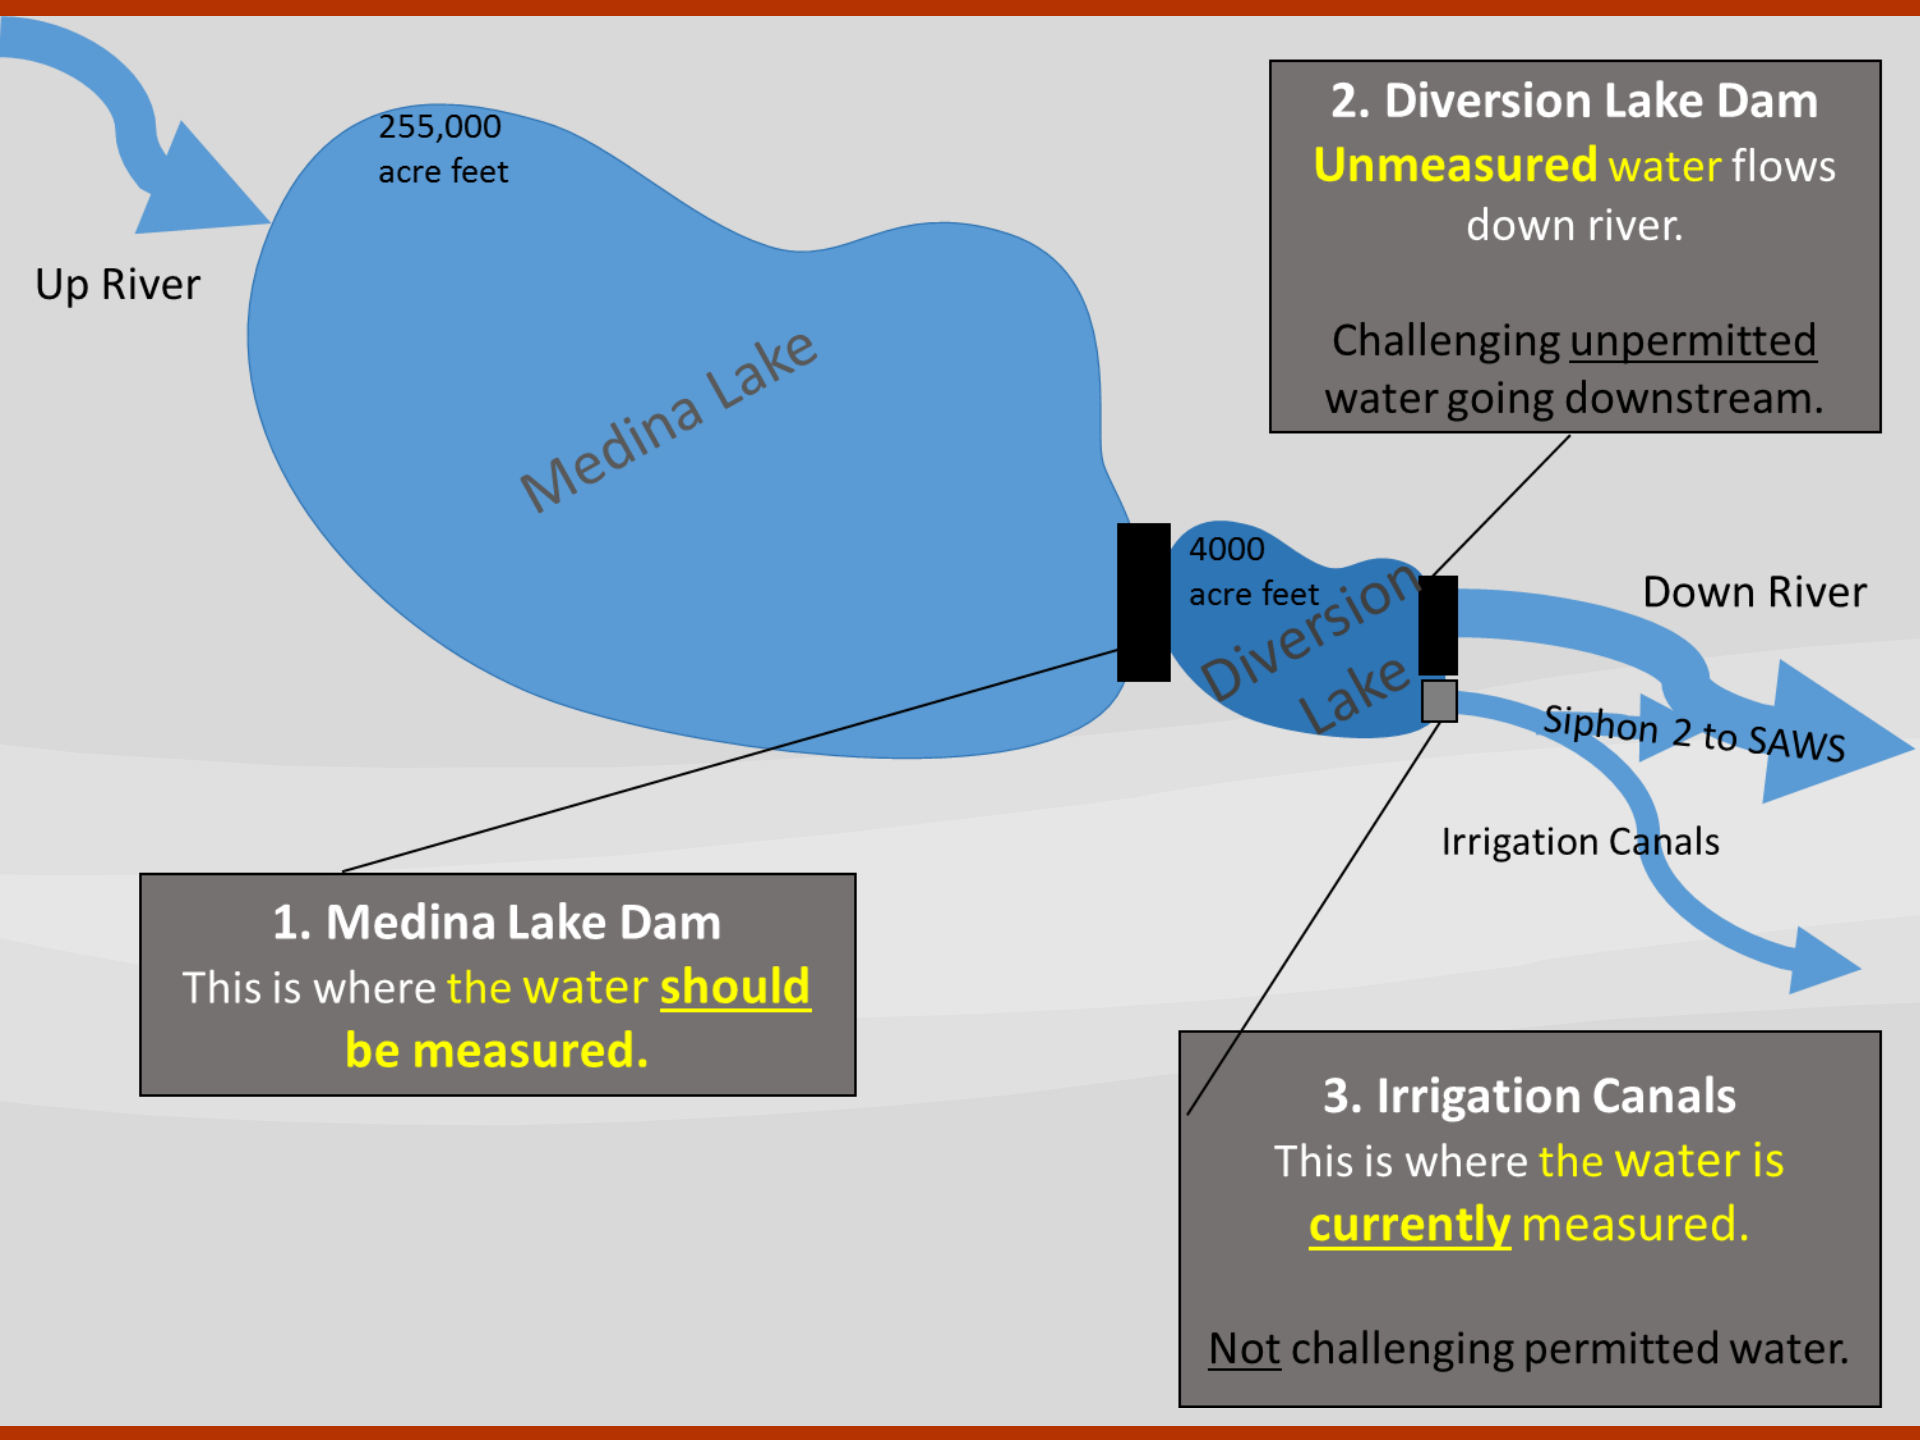 255,000
acre feet
Up River
Medina Lake
2. Diversion Lake Dam
Unmeasured water flows
down river.
Challenging unpermitted
water going downstream.
4000
acre feet
Diversion
Lake
Down River
Siphon 2 to SAWS
Irrigation Canals
1. Medina Lake Dam
This is where the water should
be measured.
3. Irrigation Canals
This is where the water is
currently measured.
Not challenging permitted water.